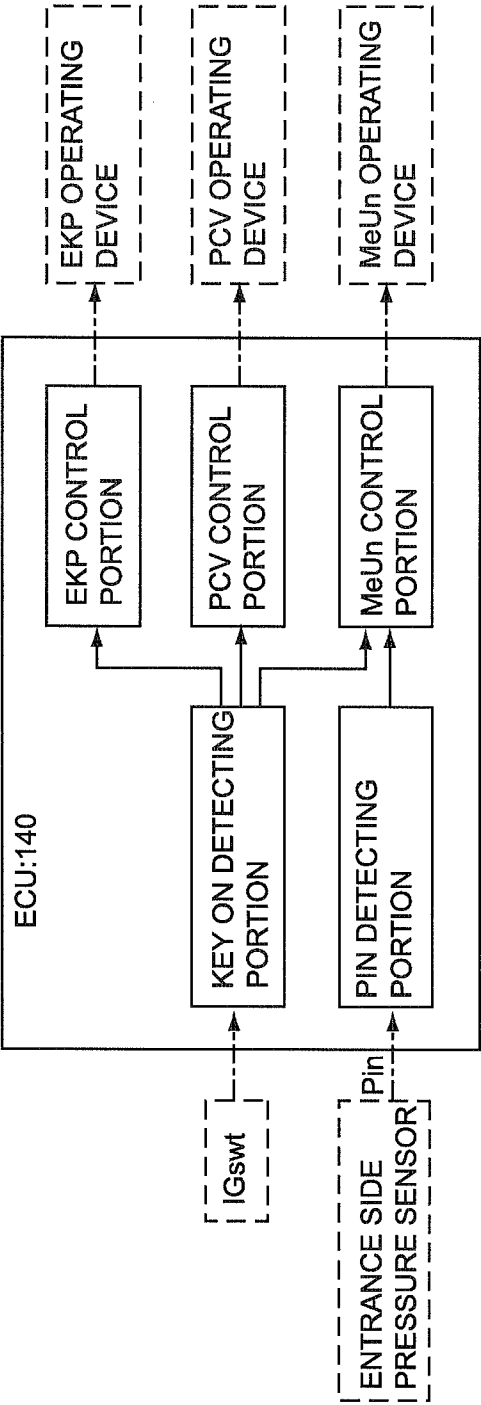 ECU:140
IGswt
ENTRANCE SIDE
PRESSURE SENSOR
Pin
KEY ON DETECTING
PORTION
PIN DETECTING
PORTION
EKP CONTROL
PORTION
PCV CONTROL
PORTION
MeUn CONTROL
PORTION
EKP OPERATING
DEVICE
PCV OPERATING
DEVICE
MeUn OPERATING
DEVICE